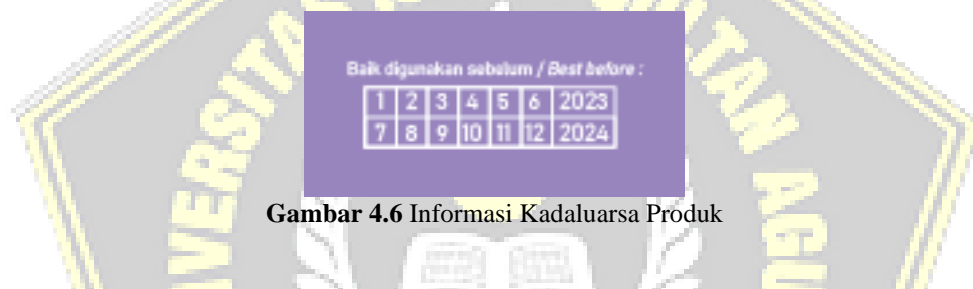 Baik digunakan sebelum / Best before :
1 2 3 4 5 6 2023
7 8 9 10 11 12 2024
Gambar 4.6 Informasi Kadaluarsa Produk